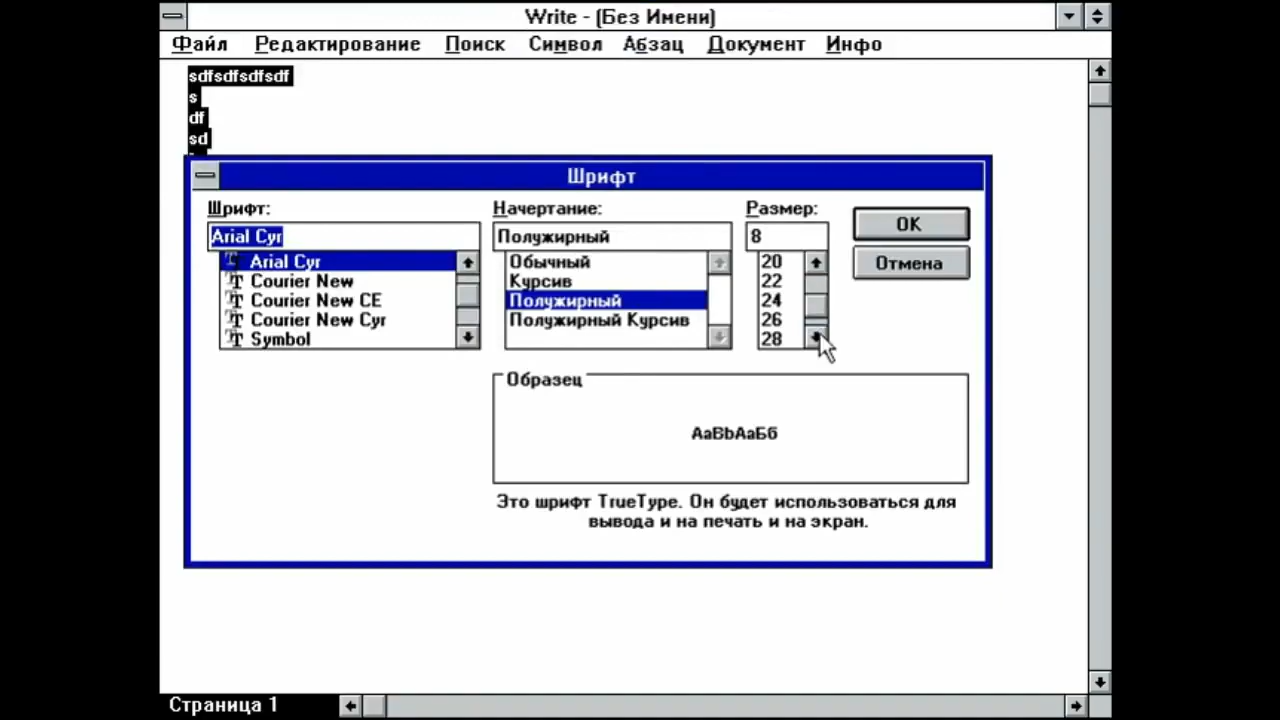 Write - (Без Имени)
Файл Редактирование Поиск Символ Абзац Документ Инфо
sdfsdfsdfsdf
s
df
sd
Шрифт
Шрифт: Начертание: Размер:
Arial Cyr Полужирный 8 OK
Arial Cyr Обычный 20 Отмена
Courier New Курсив 22
Courier New CE Полужирный 24
Courier New Cyr Полужирный Курсив 26
Symbol 28
Образец
AaBbАаБб
Это шрифт TrueType. Он будет использоваться для
вывода и на печать и на экран.
Страница 1